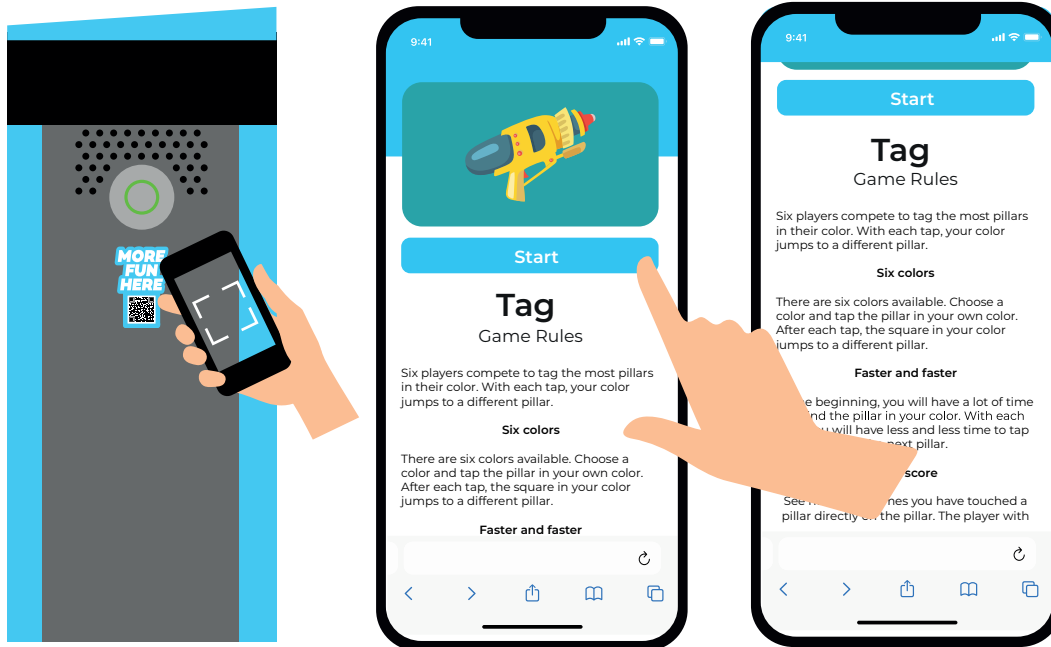 MORE
FUN
HERE
9:41
Start
Tag
Game Rules
Six players compete to tag the most pillars
in their color. With each tap, your color
jumps to a different pillar.
Six colors
There are six colors available. Choose a
color and tap the pillar in your own color.
After each tap, the square in your color
jumps to a different pillar.
Faster and faster
9:41
Start
Tag
Game Rules
Six players compete to tag the most pillars
in their color. With each tap, your color
jumps to a different pillar.
Six colors
There are six colors available. Choose a
color and tap the pillar in your own color.
After each tap, the square in your color
jumps to a different pillar.
Faster and faster
beginning, you will have a lot of time
the pillar in your color. With each
will have less and less time to tap
next pillar.
score
See you have touched a
pillar directly on the pillar. The player with